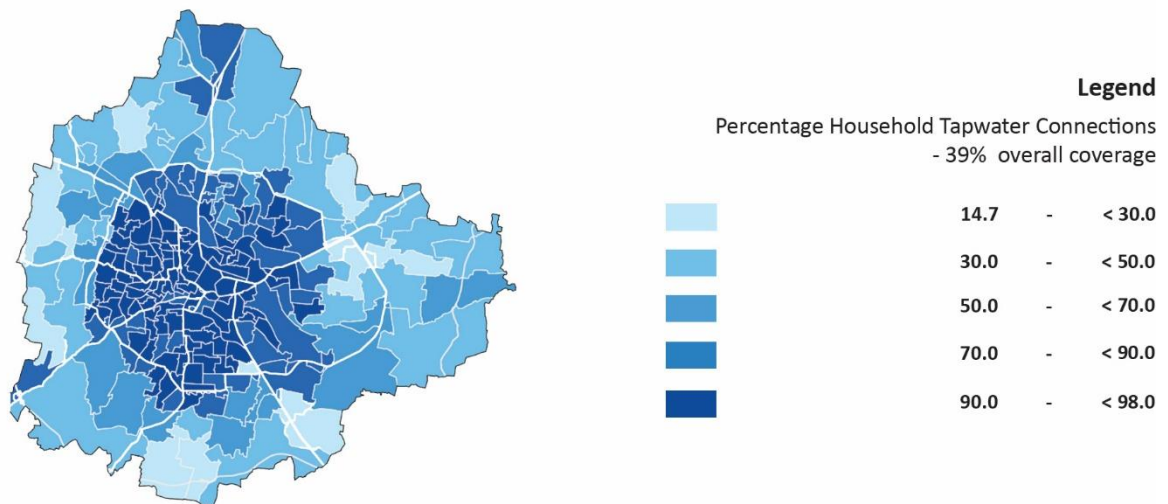 Legend
Percentage Household Tapwater Connections
- 39% overall coverage
14.7 - < 30.0
30.0 - <50.0
50.0 - < 70.0
70.0 - < 90.0
90.0 - < 98.0